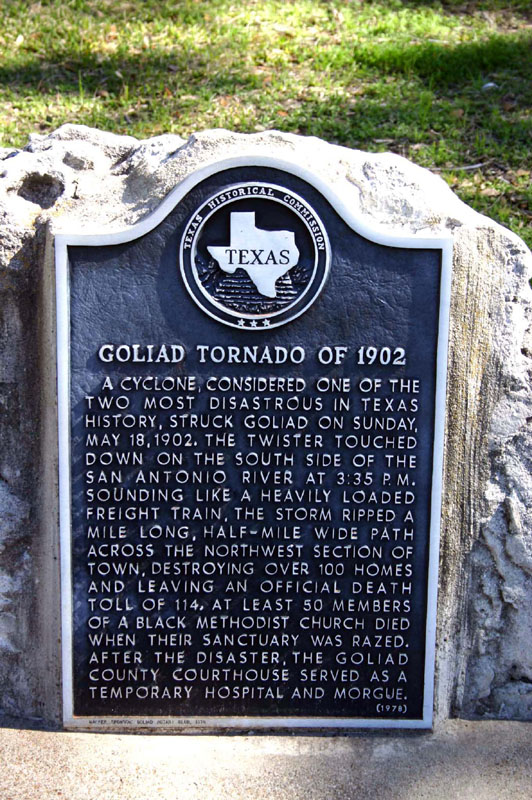 TEXAS HISTORICAL COMMISSION
TEXAS
GOLIAD TORNADO OF 1902
A CYCLONE, CONSIDERED ONE OF THE
TWO MOST DISASTROUS IN TEXAS
HISTORY, STRUCK GOLIAD ON SUNDAY,
MAY 18, 1902. THE TWISTER TOUCHED
DOWN ON THE SOUTH SIDE OF THE
SAN ANTONIO RIVER AT 3:35 P.M.
SOUNDING LIKE A HEAVILY LOADED
FREIGHT TRAIN, THE STORM RIPPED A
MILE LONG, HALF-MILE WIDE PATH
ACROSS THE NORTHWEST SECTION OF
TOWN, DESTROYING OVER 100 HOMES
AND LEAVING AN OFFICIAL DEATH
TOLL OF 114. AT LEAST 50 MEMBERS
OF A BLACK METHODIST CHURCH DIED
WHEN THEIR SANCTUARY WAS RAZED.
AFTER THE DISASTER, THE GOLIAD
COUNTY COURTHOUSE SERVED AS A
TEMPORARY HOSPITAL AND MORGUE.
(1978)